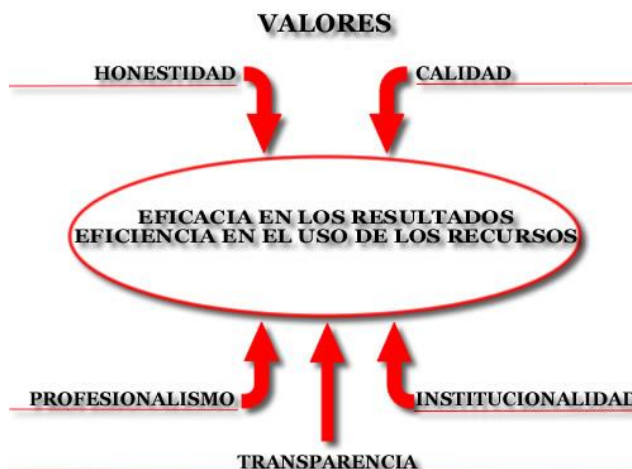 VALORES
HONESTIDAD
CALIDAD
EFICACIA EN LOS RESULTADOS
EFICIENCIA EN EL USO DE LOS RECURSOS
PROFESIONALISMO
INSTITUCIONALIDAD
TRANSPARENCIA